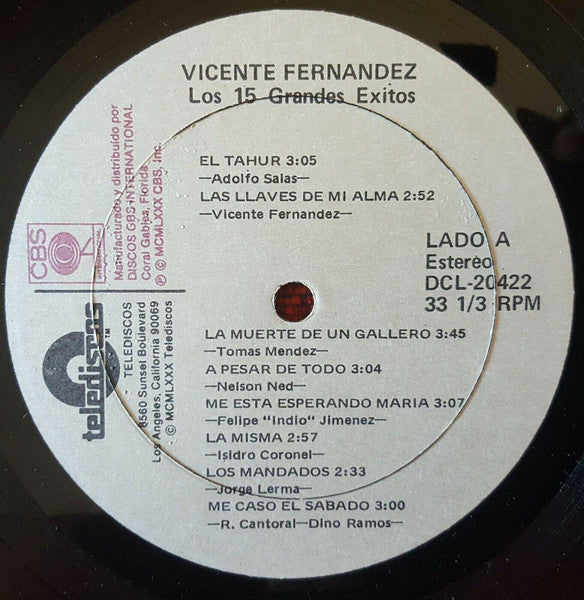 VICENTE FERNANDEZ
Los 15 Grandes Exitos
EL TAHUR 3:05
—Adolfo Salas—
LAS LLAVES DE MI ALMA 2:52
—Vicente Fernandez—
LADO A
Estereo
DCL-20422
33 1/3 RPM
LA MUERTE DE UN GALLERO 3:45
—Tomas Mendez—
A PESAR DE TODO 3:04
—Nelson Ned—
ME ESTA ESPERANDO MARIA 3:07
—Felipe "Indio" Jimenez—
LA MISMA 2:57
—Isidro Coronel—
LOS MANDADOS 2:33
—Jorge Lerma—
ME CASO EL SABADO 3:00
—R. Cantoral—Dino Ramos—
CBS
Manufacturado y distribuido por
DISCOS CBS INTERNATIONAL
Coral Gables, Florida
℗ © MCMLXXX CBS, Inc.
telediscos
TM
TELEDISCOS
8560 Sunset Boulevard
Los Angeles, California 90069
℗ © MCMLXXX Telediscos